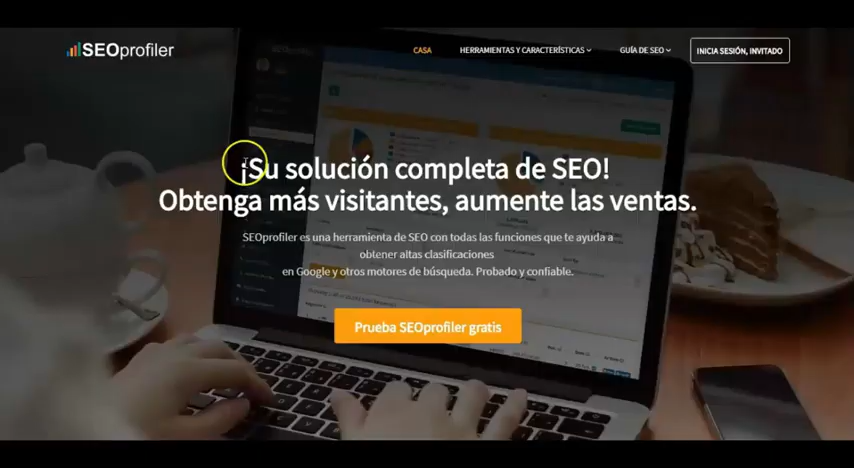 SEOprofiler
CASA
HERRAMIENTAS Y CARACTERÍSTICAS
GUÍA DE SEO
INICIA SESIÓN, INVITADO
¡Su solución completa de SEO!
Obtenga más visitantes, aumente las ventas.
SEOprofiler es una herramienta de SEO con todas las funciones que te ayuda a
obtener altas clasificaciones
en Google y otros motores de búsqueda. Probado y confiable.
Prueba SEOprofiler gratis